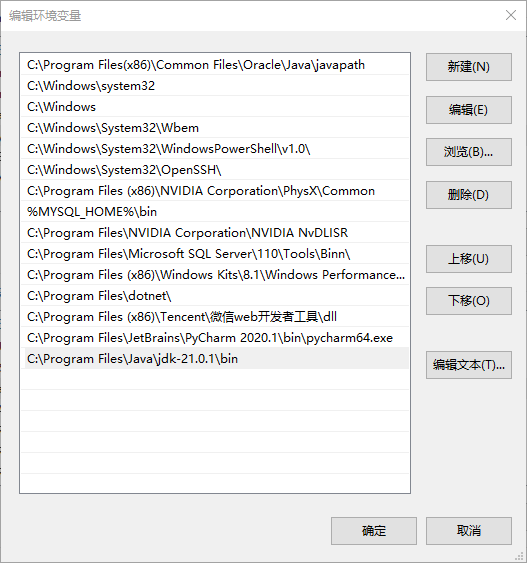 编辑环境变量
C:\Program Files(x86)\Common Files\Oracle\Java\javapath
C:\Windows\system32
C:\Windows
C:\Windows\System32\Wbem
C:\Windows\System32\WindowsPowerShell\v1.0\
C:\Windows\System32\OpenSSH\
C:\Program Files (x86)\NVIDIA Corporation\PhysX\Common
%MYSQL_HOME%\bin
C:\Program Files\NVIDIA Corporation\NVIDIA NvDLISR
C:\Program Files\Microsoft SQL Server\110\Tools\Binn\
C:\Program Files (x86)\Windows Kits\8.1\Windows Performance...
C:\Program Files\dotnet\
C:\Program Files (x86)\Tencent\微信web开发者工具\dll
C:\Program Files\JetBrains\PyCharm 2020.1\bin\pycharm64.exe
C:\Program Files\Java\jdk-21.0.1\bin
新建(N)
编辑(E)
浏览(B)...
删除(D)
上移(U)
下移(O)
编辑文本(T)...
确定
取消